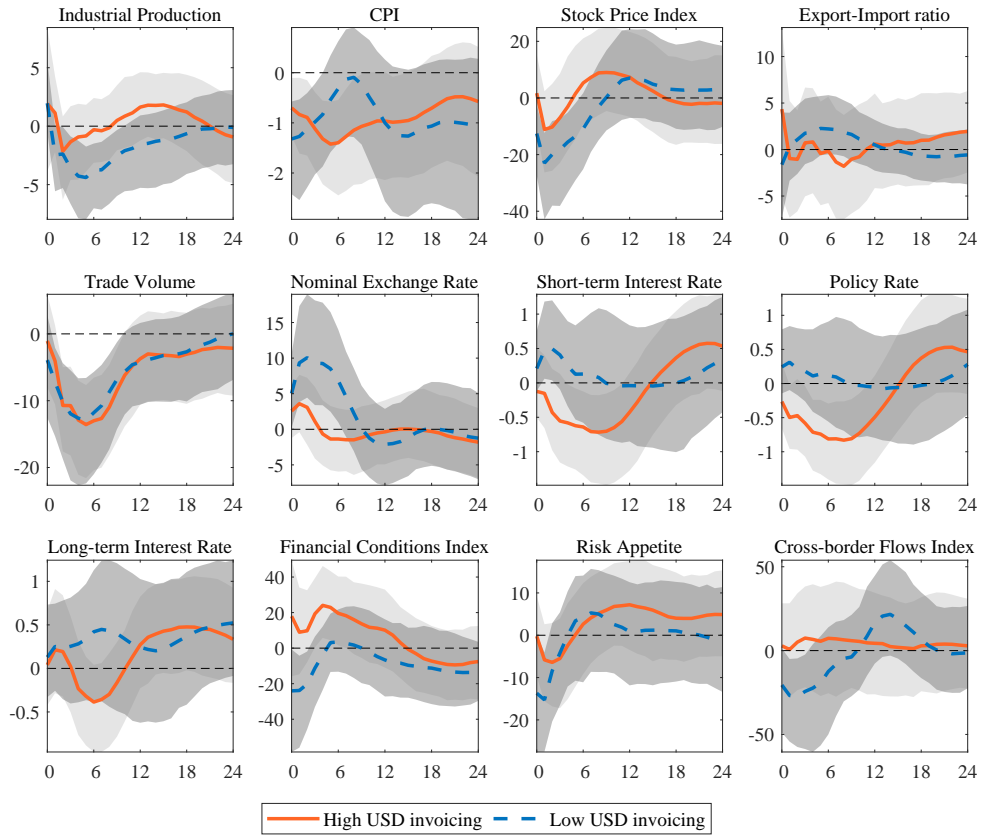 Industrial Production
CPI
Stock Price Index
Export-Import ratio
5
0
-5
0
-1
-2
20
0
-20
-40
10
5
0
-5
0 6 12 18 24
0 6 12 18 24
0 6 12 18 24
0 6 12 18 24
Trade Volume
Nominal Exchange Rate
Short-term Interest Rate
Policy Rate
0
-10
-20
15
10
5
0
-5
1
0.5
0
-0.5
-1
1
0.5
0
-0.5
-1
0 6 12 18 24
0 6 12 18 24
0 6 12 18 24
0 6 12 18 24
Long-term Interest Rate
Financial Conditions Index
Risk Appetite
Cross-border Flows Index
1
0.5
0
-0.5
40
20
0
-20
-40
10
0
-10
-20
50
0
-50
0 6 12 18 24
0 6 12 18 24
0 6 12 18 24
0 6 12 18 24
High USD invoicing
Low USD invoicing